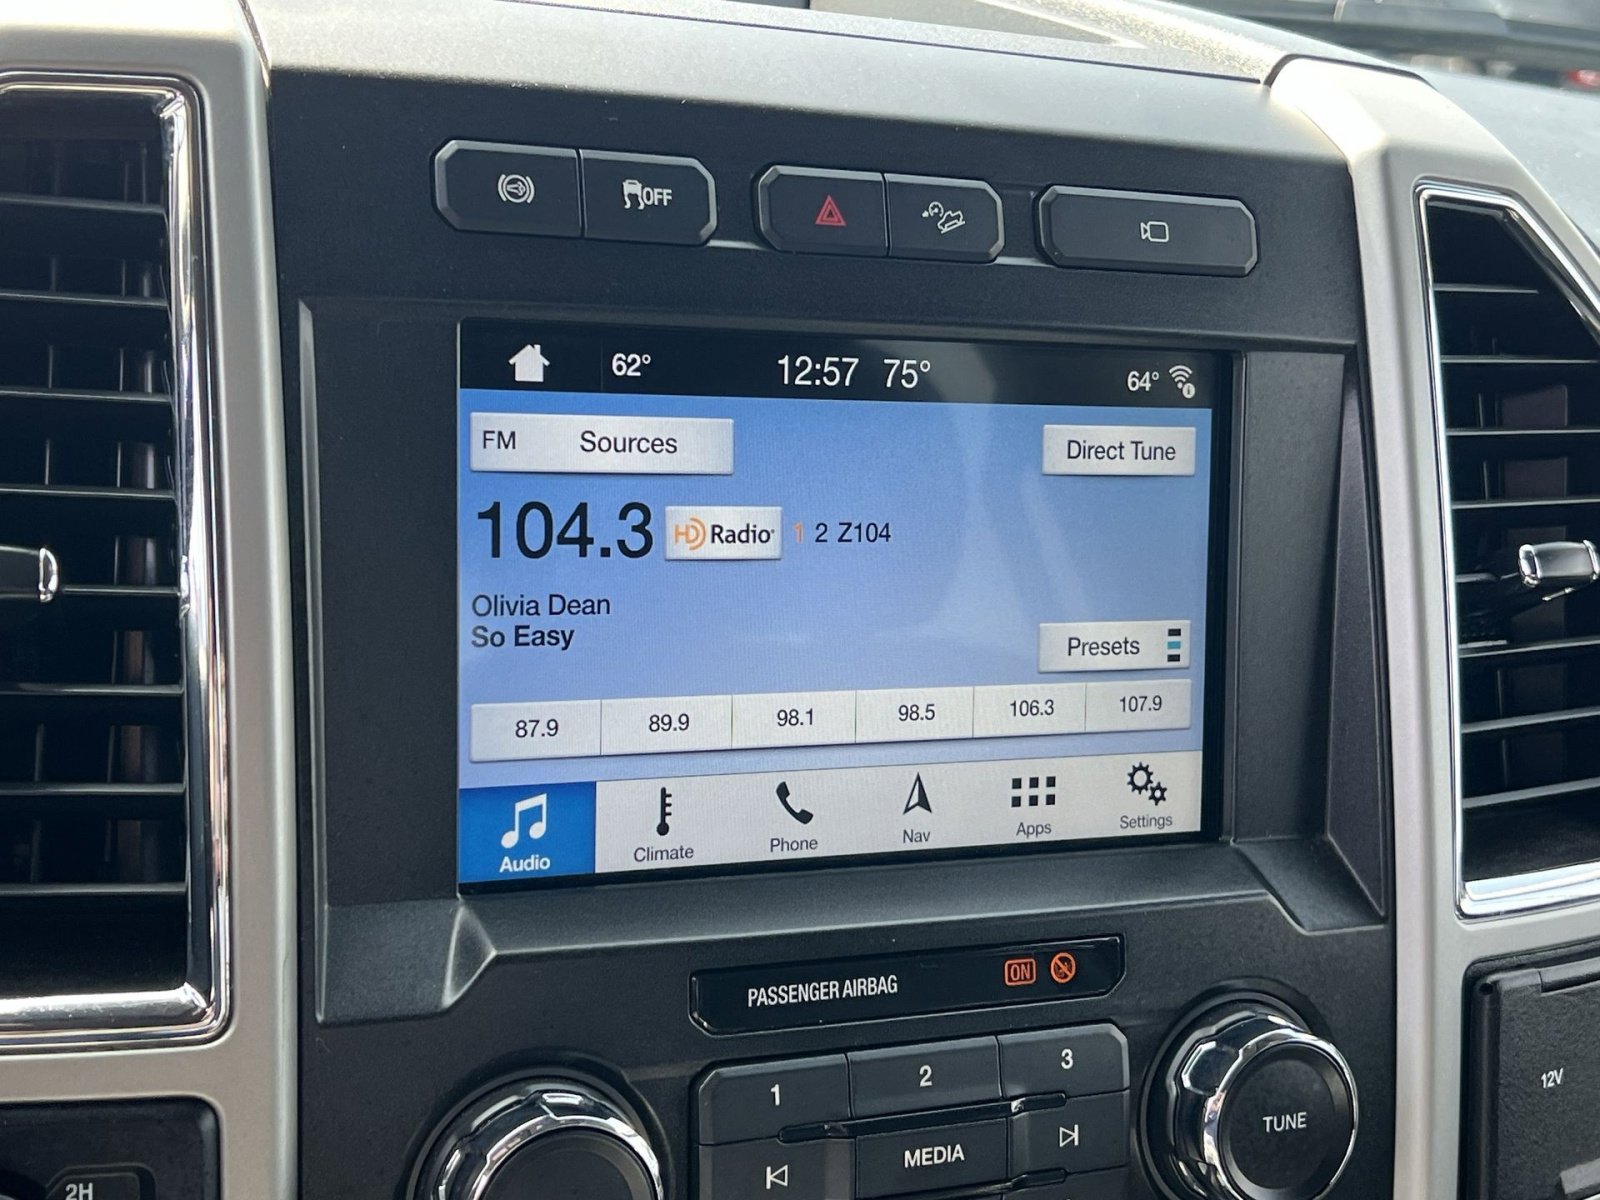 OFF
62° 12:57 75° 64°
FM Sources Direct Tune
104.3 HD Radio 1 2 Z104
Olivia Dean
So Easy
Presets
87.9 89.9 98.1 98.5 106.3 107.9
Audio Climate Phone Nav Apps Settings
PASSENGER AIRBAG ON
1 2 3
MEDIA
TUNE
12V
2H